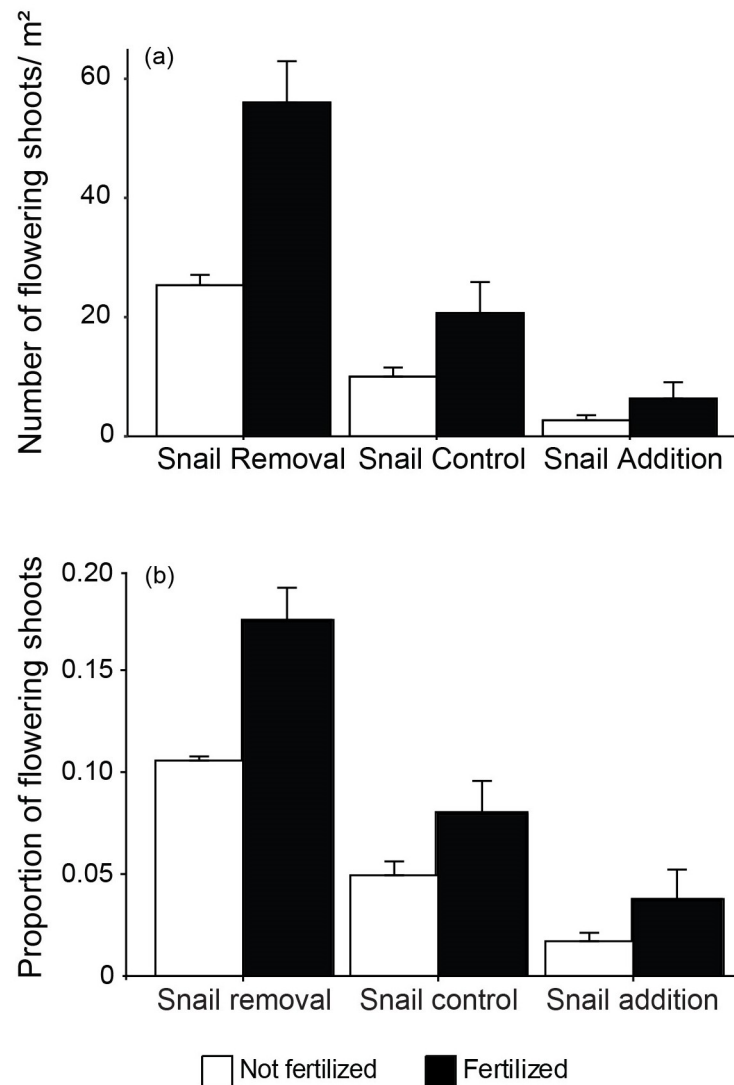 (a)
Number of flowering shoots/ m²
60
40
20
0
Snail Removal Snail Control Snail Addition
(b)
Proportion of flowering shoots
0.20
0.15
0.10
0.05
0
Snail removal Snail control Snail addition
Not fertilized Fertilized